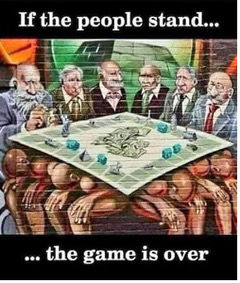 If the people stand...
... the game is over